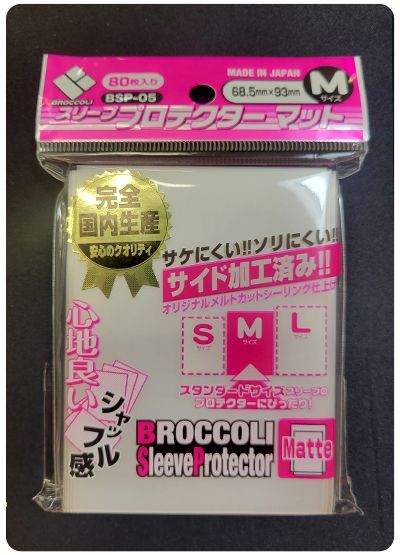 BROCCOLI
80枚入り
BSP-05
MADE IN JAPAN
68.5mm×93mm
M
サイズ
スリーブプロテクターマット
完全
国内生産
安心のクオリティ
サケにくい!!ソリにくい!!
サイド加工済み!!
オリジナルメルトカットシーリング仕上げ
S
サイズ
M
サイズ
L
サイズ
スタンダードサイズスリーブの
プロテクターにぴったり!
心地良い
シャッフル感
BROCCOLI
SleeveProtector
Matte